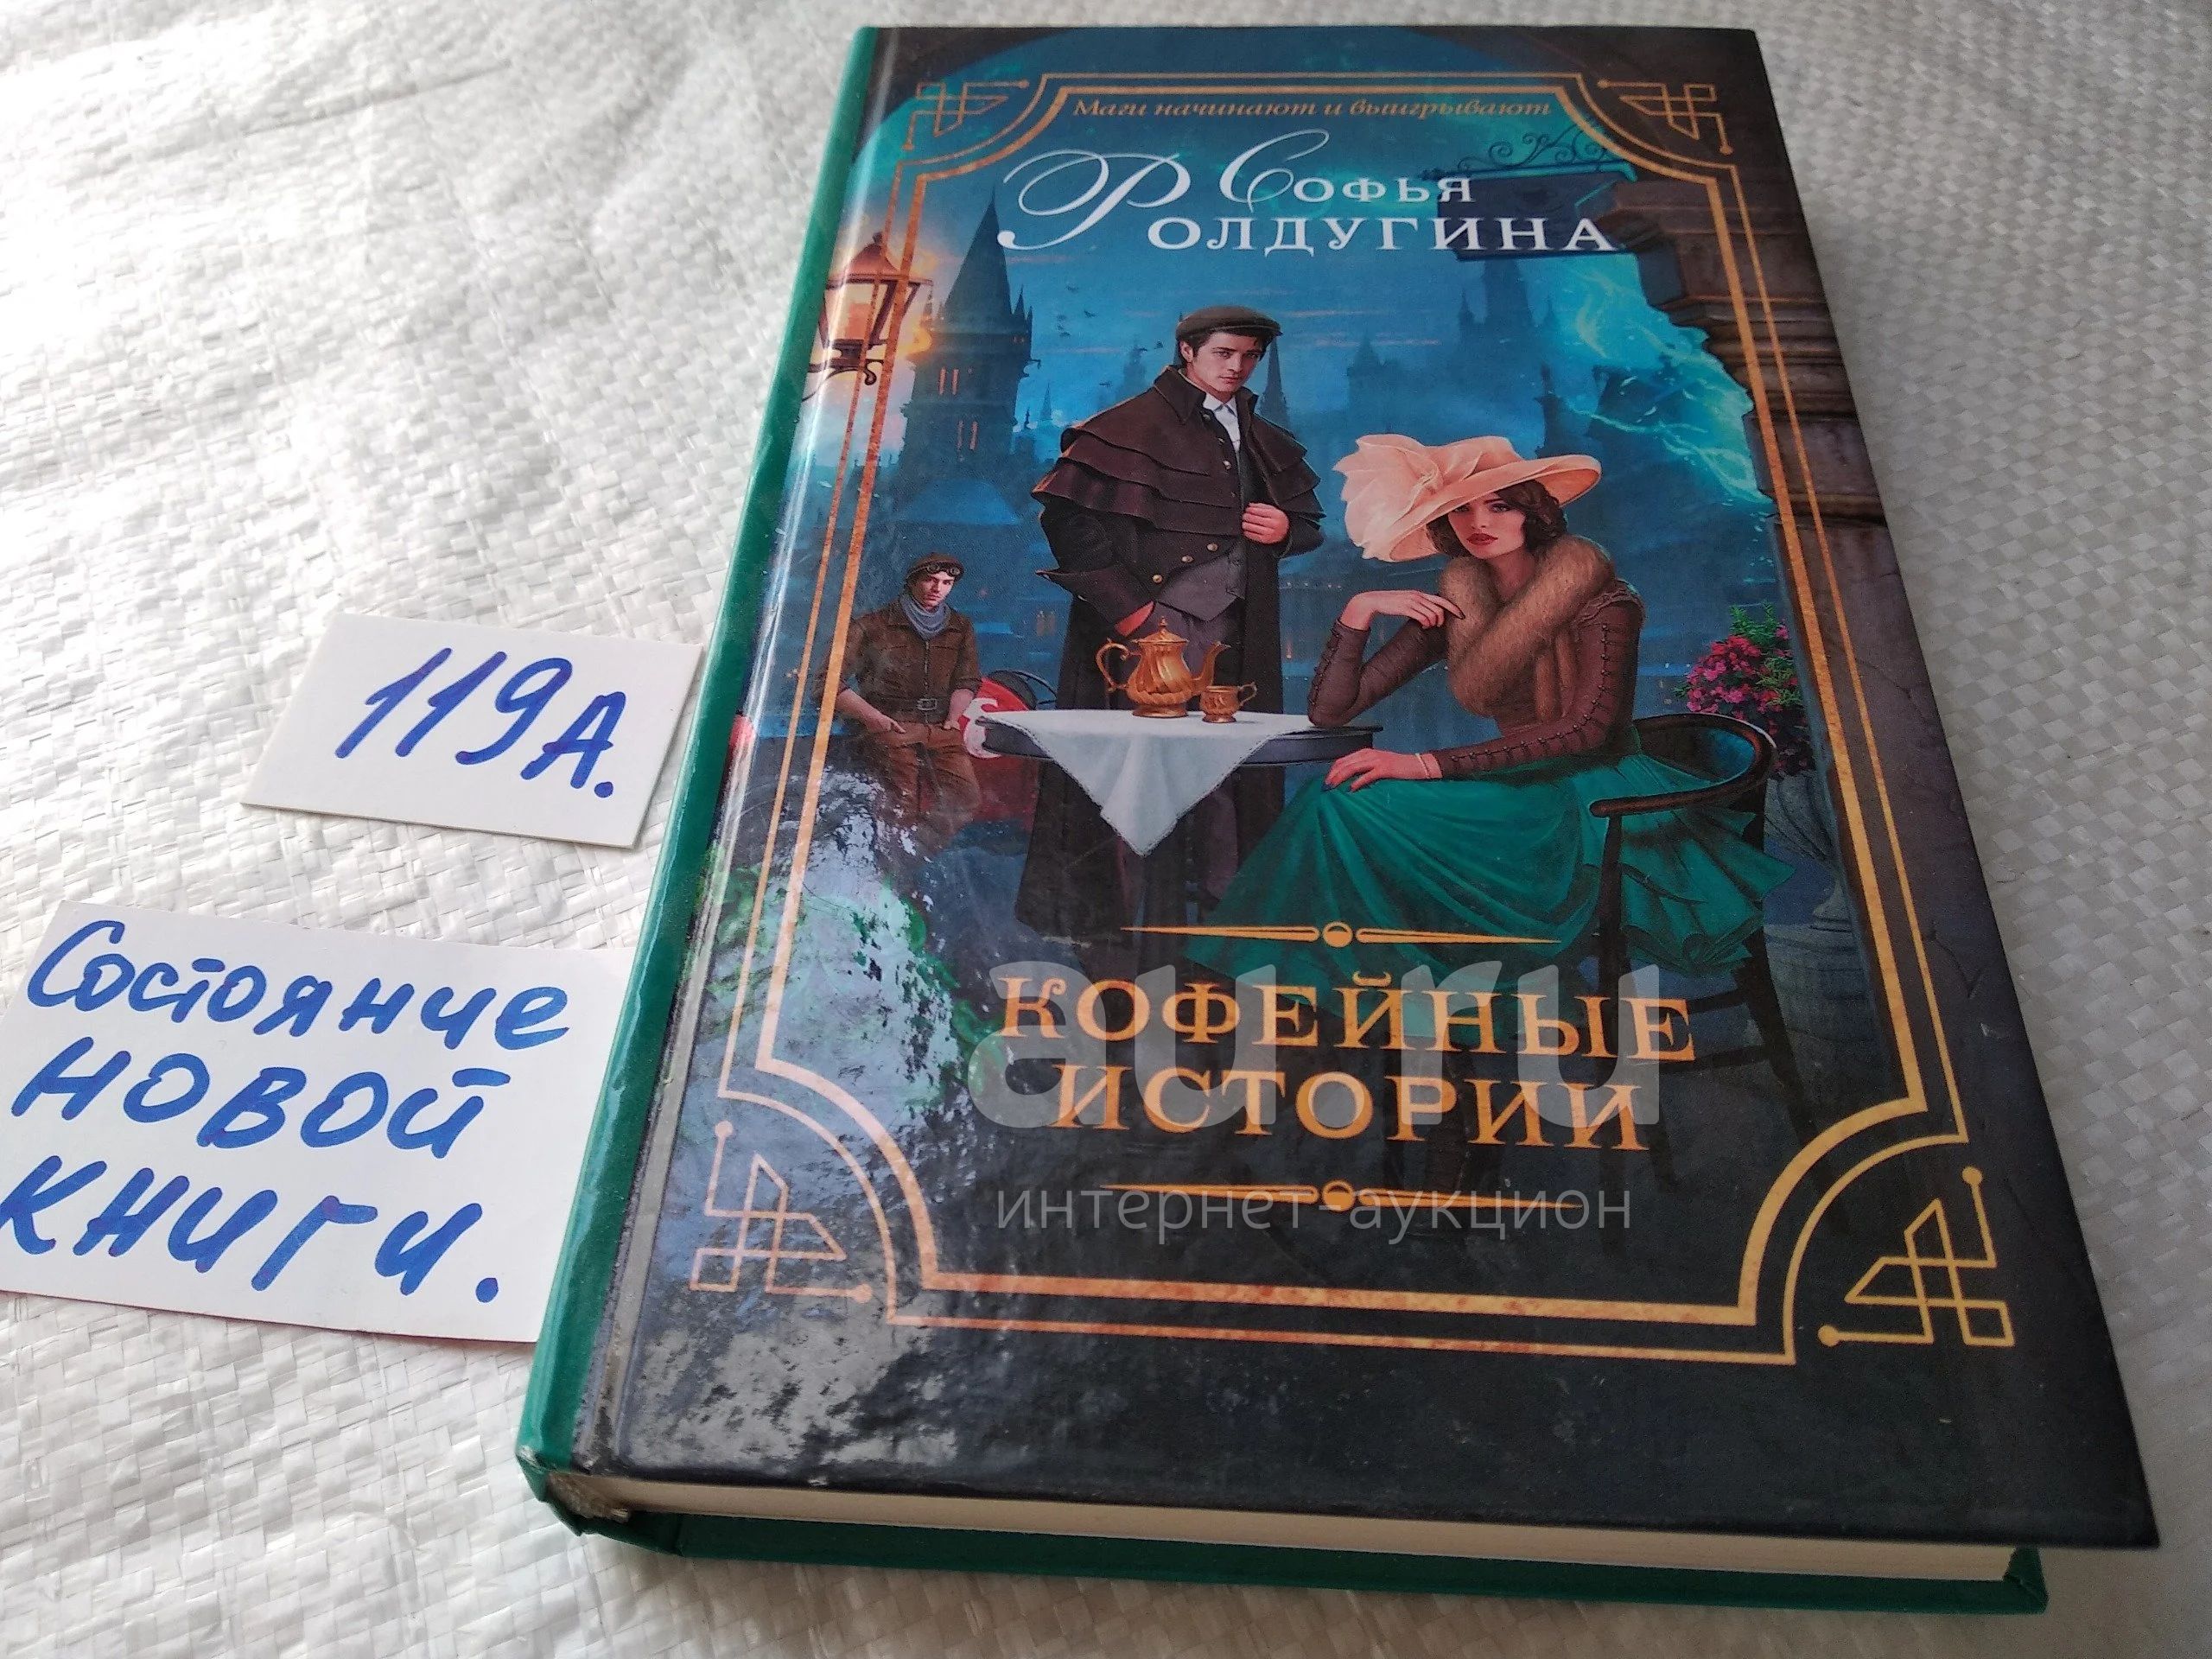 Маги начинают и выигрывают
Софья
Ролдугина
119А.
Состояние
новой
книги.
Кофейные
истории
au.ru
интернет-аукцион